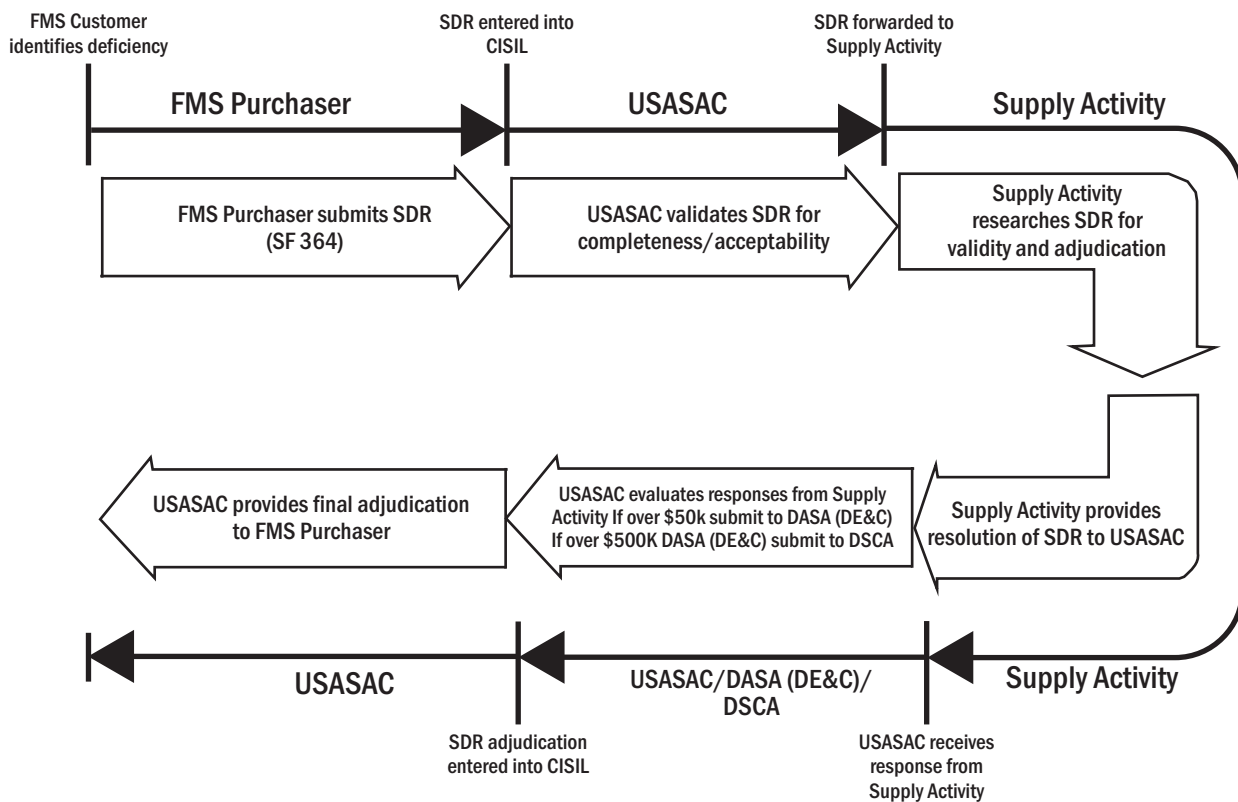 FMS Customer
identifies deficiency
SDR entered into
CISIL
SDR forwarded to
Supply Activity
FMS Purchaser
USASAC
Supply Activity
FMS Purchaser submits SDR
(SF 364)
USASAC validates SDR for
completeness/acceptability
Supply Activity
researches SDR for
validity and adjudication
USASAC provides final adjudication
to FMS Purchaser
USASAC evaluates responses from Supply
Activity If over $50k submit to DASA (DE&C)
If over $500K DASA (DE&C) submit to DSCA
Supply Activity provides
resolution of SDR to USASAC
USASAC
USASAC/DASA (DE&C)/
DSCA
Supply Activity
SDR adjudication
entered into CISIL
USASAC receives
response from
Supply Activity